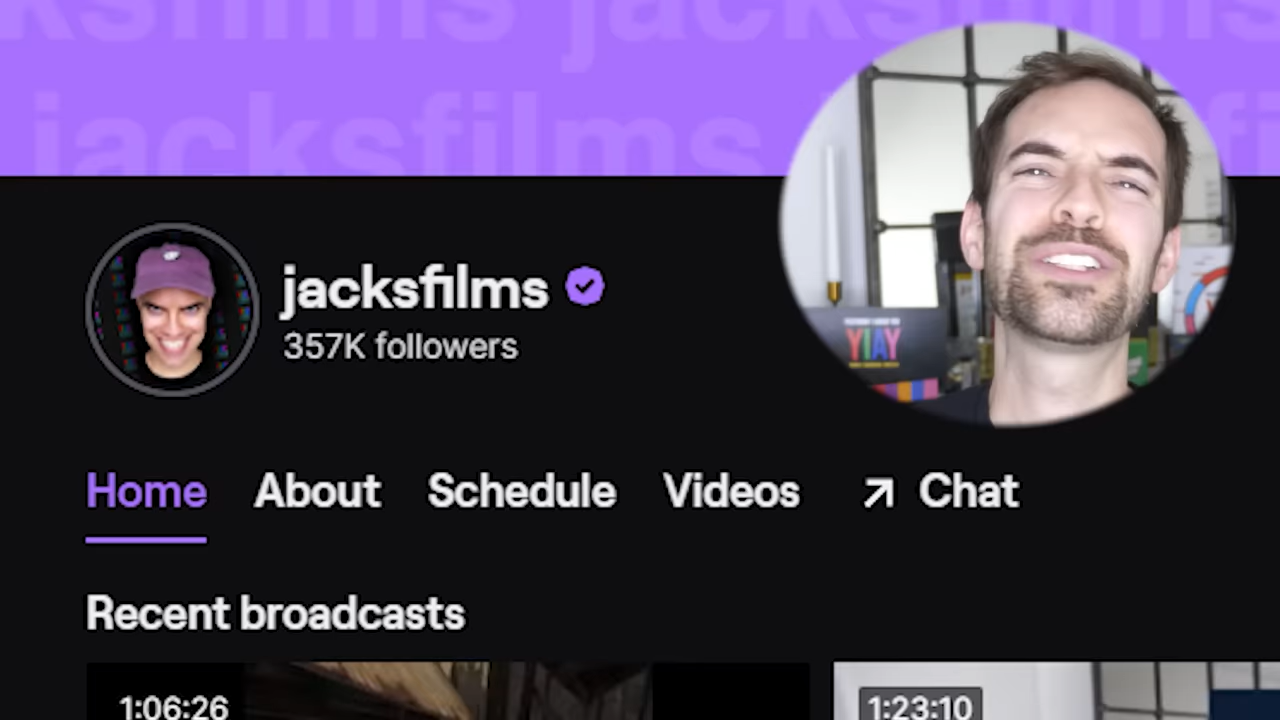 jacksfilms jacksfilms
jacksfilms
jacksfilms
357K followers
YIAY
Home About Schedule Videos Chat
Recent broadcasts
1:06:26 1:23:10